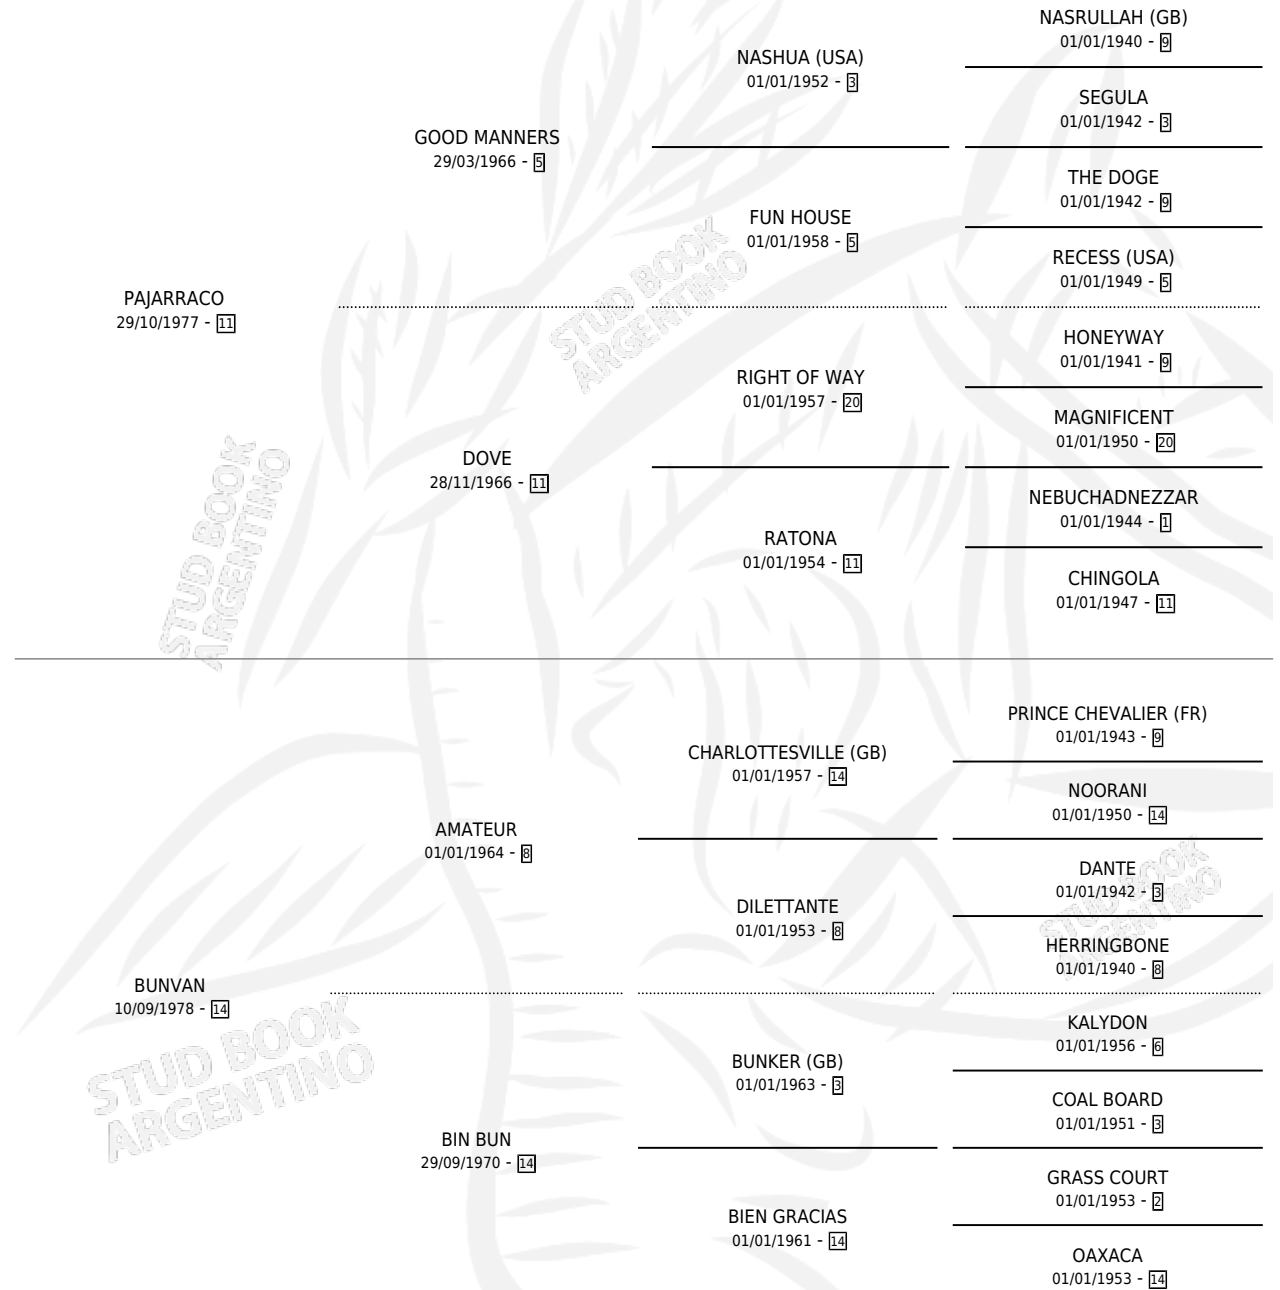 NASRULLAH (GB)
01/01/1940 - 9
NASHUA (USA)
01/01/1952 - 3
SEGULA
01/01/1942 - 3
GOOD MANNERS
29/03/1966 - 5
THE DOGE
01/01/1942 - 9
FUN HOUSE
01/01/1958 - 5
RECESS (USA)
01/01/1949 - 5
PAJARRACO
29/10/1977 - 11
HONEYWAY
01/01/1941 - 9
RIGHT OF WAY
01/01/1957 - 20
MAGNIFICENT
01/01/1950 - 20
DOVE
28/11/1966 - 11
NEBUCHADNEZZAR
01/01/1944 - 1
RATONA
01/01/1954 - 11
CHINGOLA
01/01/1947 - 11
STUD BOOK
ARGENTINO
STUD BOOK
ARGENTINO
PRINCE CHEVALIER (FR)
01/01/1943 - 9
CHARLOTTESVILLE (GB)
01/01/1957 - 14
NOORANI
01/01/1950 - 14
AMATEUR
01/01/1964 - 8
DANTE
01/01/1942 - 3
DILETTANTE
01/01/1953 - 8
HERRINGBONE
01/01/1940 - 8
BUNVAN
10/09/1978 - 14
KALYDON
01/01/1956 - 6
BUNKER (GB)
01/01/1963 - 3
COAL BOARD
01/01/1951 - 3
BIN BUN
29/09/1970 - 14
GRASS COURT
01/01/1953 - 2
BIEN GRACIAS
01/01/1961 - 14
OAXACA
01/01/1953 - 14
STUD BOOK
ARGENTINO
STUD BOOK
ARGENTINO